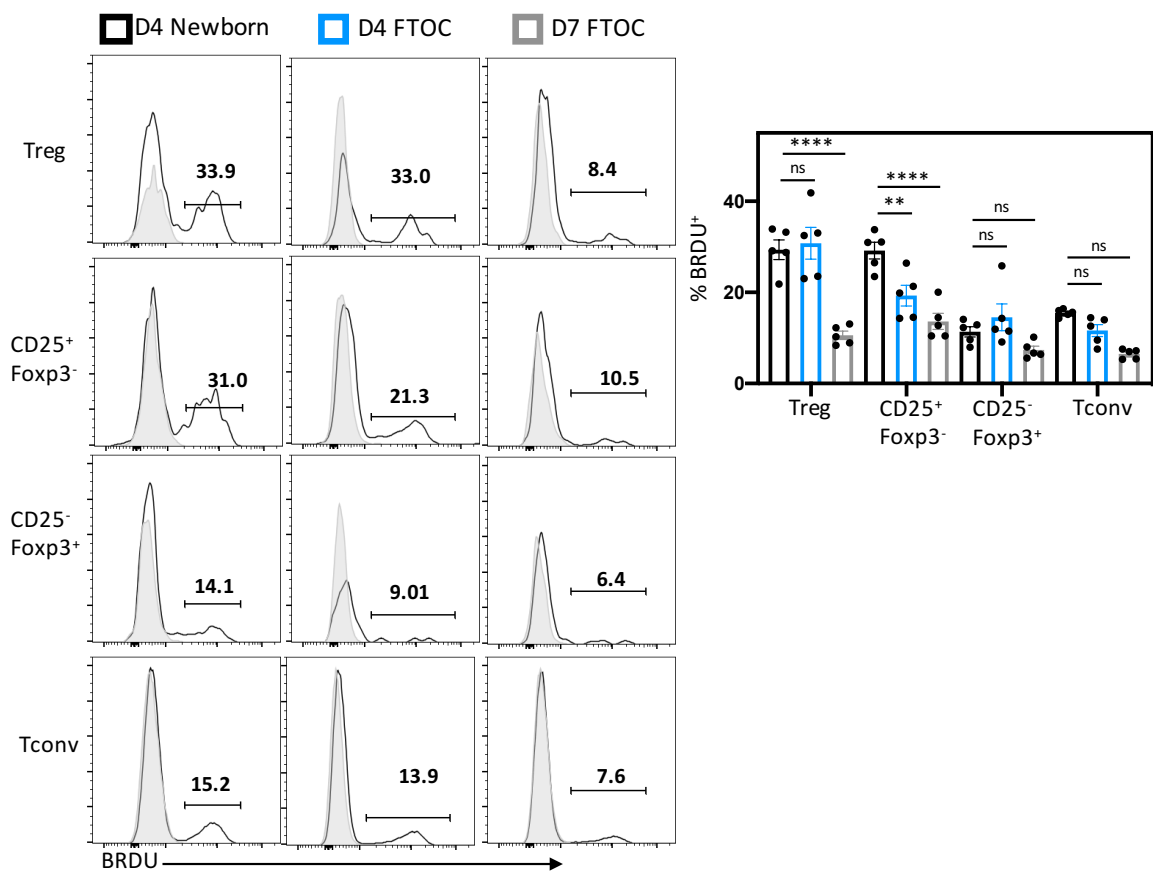 D4 Newborn
D4 FTOC
D7 FTOC
Treg
33.9
33.0
8.4
CD25⁺
Foxp3⁻
31.0
21.3
10.5
CD25⁻
Foxp3⁺
14.1
9.01
6.4
Tconv
15.2
13.9
7.6
BRDU
% BRDU⁺
40
20
0
****
ns
****
**
ns
ns
ns
ns
Treg
CD25⁺
Foxp3⁻
CD25⁻
Foxp3⁺
Tconv